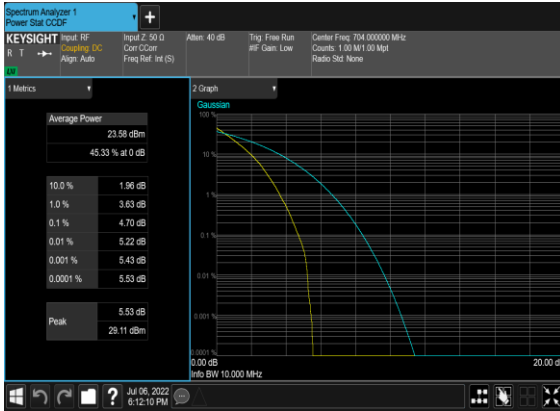 Spectrum Analyzer 1
Power Stat CCDF
+
KEYSIGHT
R T
Input: RF
Coupling: DC
Align: Auto
Input Z: 50 Ω
Corr CCorr
Freq Ref: Int (S)
Atten: 40 dB
Trig: Free Run
#IF Gain: Low
Center Freq: 704.000000 MHz
Counts: 1.00 M/1.00 Mpt
Radio Std: None
1 Metrics
Average Power
23.58 dBm
45.33 % at 0 dB
10.0 % 1.96 dB
1.0 % 3.63 dB
0.1 % 4.70 dB
0.01 % 5.22 dB
0.001 % 5.43 dB
0.0001 % 5.53 dB
Peak
5.53 dB
29.11 dBm
2 Graph
Gaussian
100 %
10 %
1 %
0.1 %
0.01 %
0.001 %
0.0001 %
0.00 dB
20.00 d
Info BW 10.000 MHz
?
Jul 06, 2022
6:12:10 PM